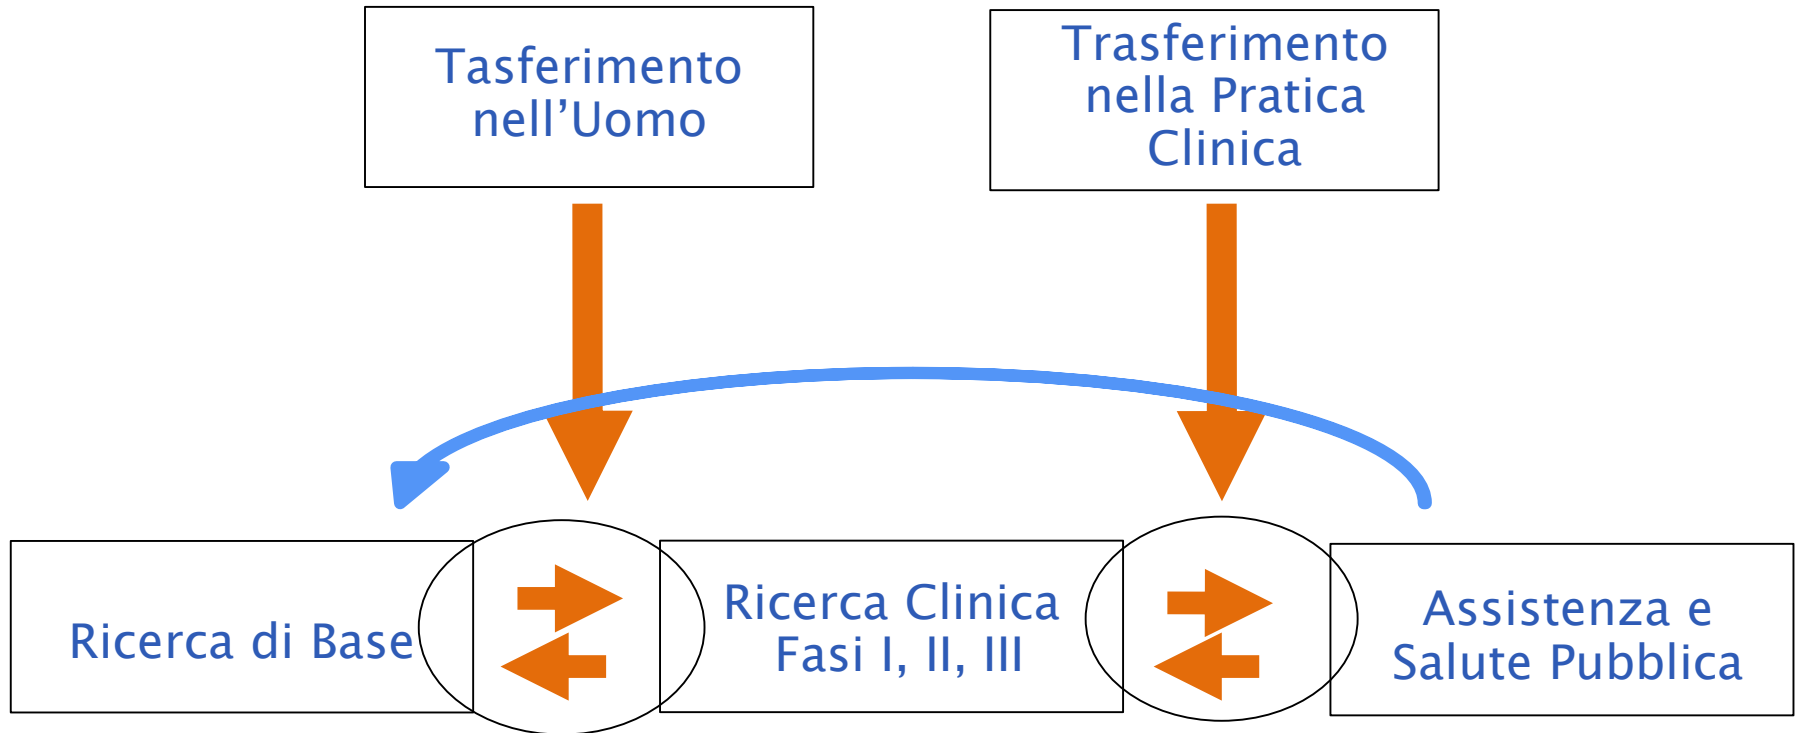 Tasferimento
nell’Uomo
Trasferimento
nella Pratica
Clinica
Ricerca di Base
Ricerca Clinica
Fasi I, II, III
Assistenza e
Salute Pubblica